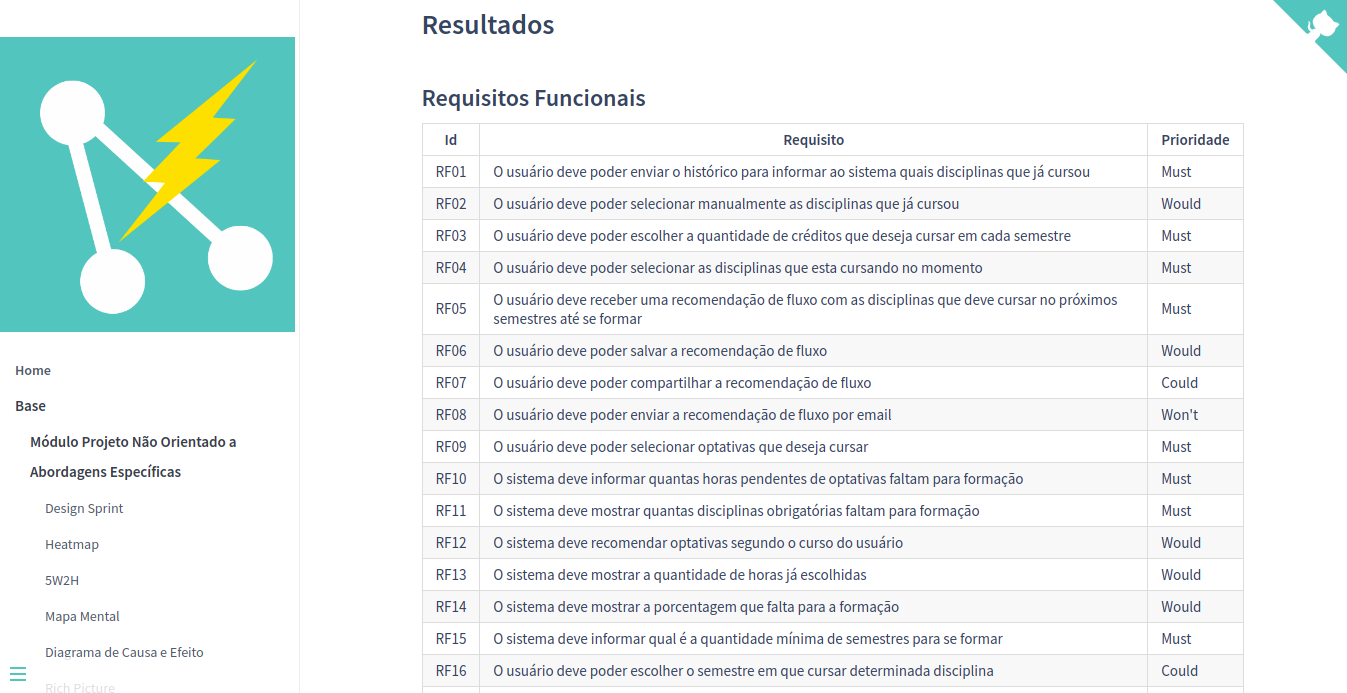 Home
Base
Módulo Projeto Não Orientado a
Abordagens Específicas
Design Sprint
Heatmap
5W2H
Mapa Mental
Diagrama de Causa e Efeito
Rich Picture
Resultados
Requisitos Funcionais
Id Requisito Prioridade
RF01 O usuário deve poder enviar o histórico para informar ao sistema quais disciplinas que já cursou Must
RF02 O usuário deve poder selecionar manualmente as disciplinas que já cursou Would
RF03 O usuário deve poder escolher a quantidade de créditos que deseja cursar em cada semestre Must
RF04 O usuário deve poder selecionar as disciplinas que esta cursando no momento Must
RF05 O usuário deve receber uma recomendação de fluxo com as disciplinas que deve cursar no próximos
semestres até se formar Must
RF06 O usuário deve poder salvar a recomendação de fluxo Would
RF07 O usuário deve poder compartilhar a recomendação de fluxo Could
RF08 O usuário deve poder enviar a recomendação de fluxo por email Won't
RF09 O usuário deve poder selecionar optativas que deseja cursar Must
RF10 O sistema deve informar quantas horas pendentes de optativas faltam para formação Must
RF11 O sistema deve mostrar quantas disciplinas obrigatórias faltam para formação Must
RF12 O sistema deve recomendar optativas segundo o curso do usuário Would
RF13 O sistema deve mostrar a quantidade de horas já escolhidas Would
RF14 O sistema deve mostrar a porcentagem que falta para a formação Would
RF15 O sistema deve informar qual é a quantidade mínima de semestres para se formar Must
RF16 O usuário deve poder escolher o semestre em que cursar determinada disciplina Could